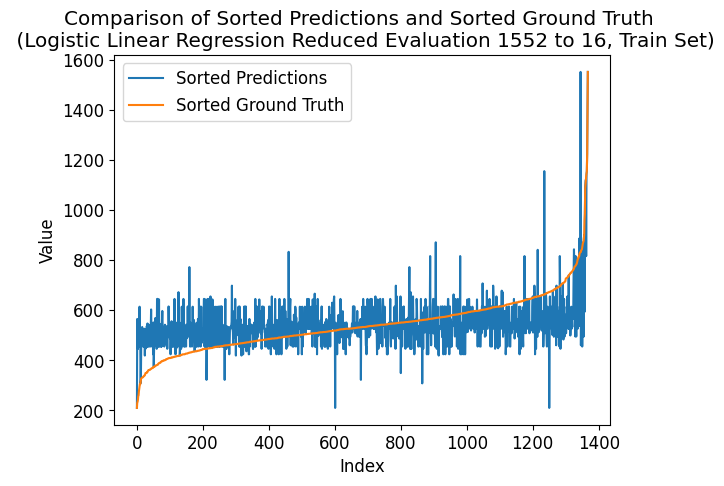 Comparison of Sorted Predictions and Sorted Ground Truth
(Logistic Linear Regression Reduced Evaluation 1552 to 16, Train Set)
Sorted Predictions
Sorted Ground Truth
1600
1400
1200
1000
800
600
400
200
Value
0 200 400 600 800 1000 1200 1400
Index